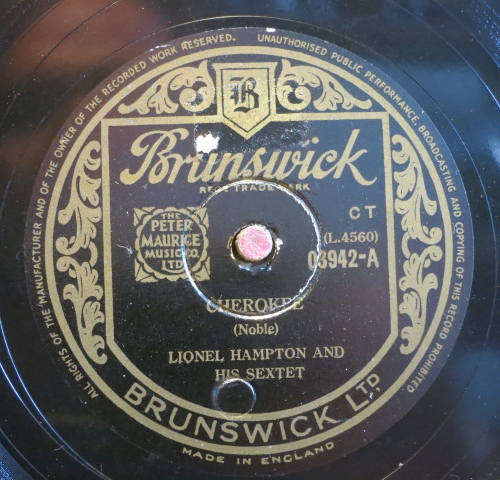 ALL RIGHTS OF THE MANUFACTURER AND OF THE OWNER OF THE RECORDED WORK RESERVED. UNAUTHORISED PUBLIC PERFORMANCE, BROADCASTING AND COPYING OF THIS RECORD PROHIBITED
B
Brunswick
REGD TRADE MARK
THE
PETER
MAURICE
MUSIC CO.
LTD
CT
(L.4560)
03942-A
CHEROKEE
(Noble)
LIONEL HAMPTON AND
HIS SEXTET
BRUNSWICK LTD.
MADE IN ENGLAND